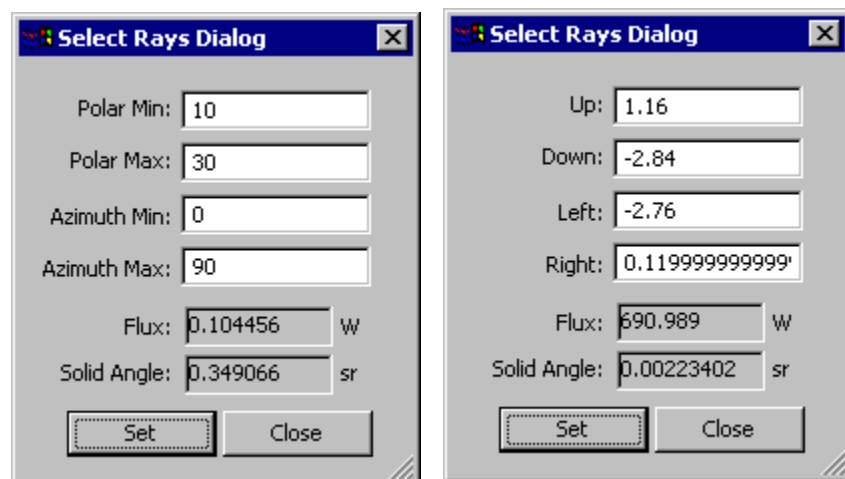 Select Rays Dialog
Polar Min: 10
Polar Max: 30
Azimuth Min: 0
Azimuth Max: 90
Flux: 0.104456 W
Solid Angle: 0.349066 sr
Set Close
Select Rays Dialog
Up: 1.16
Down: -2.84
Left: -2.76
Right: 0.119999999999
Flux: 690.989 W
Solid Angle: 0.00223402 sr
Set Close